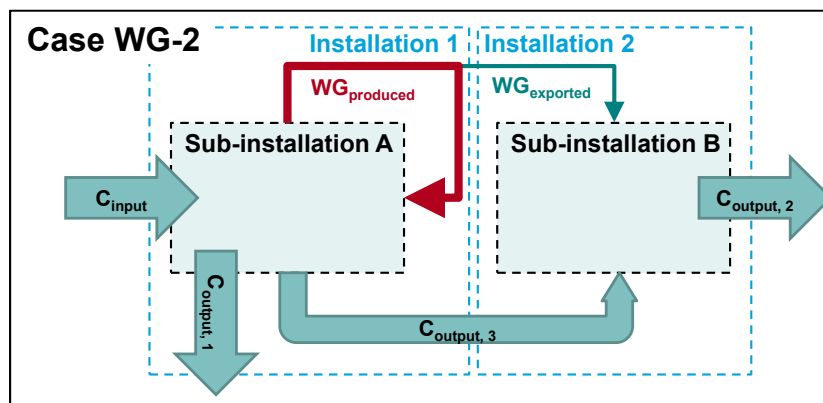 Case WG-2
Installation 1
Installation 2
WGproduced
WGexported
Sub-installation A
Sub-installation B
Cinput
Coutput, 2
Coutput, 1
Coutput, 3